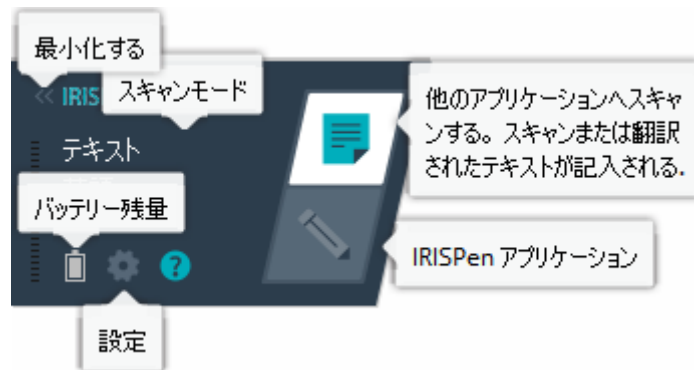 最小化する
IRIS
スキャンモード
テキスト
他のアプリケーションへスキャ
ンする。スキャンまたは翻訳
されたテキストが記入される.
バッテリー残量
?
IRISPen アプリケーション
設定